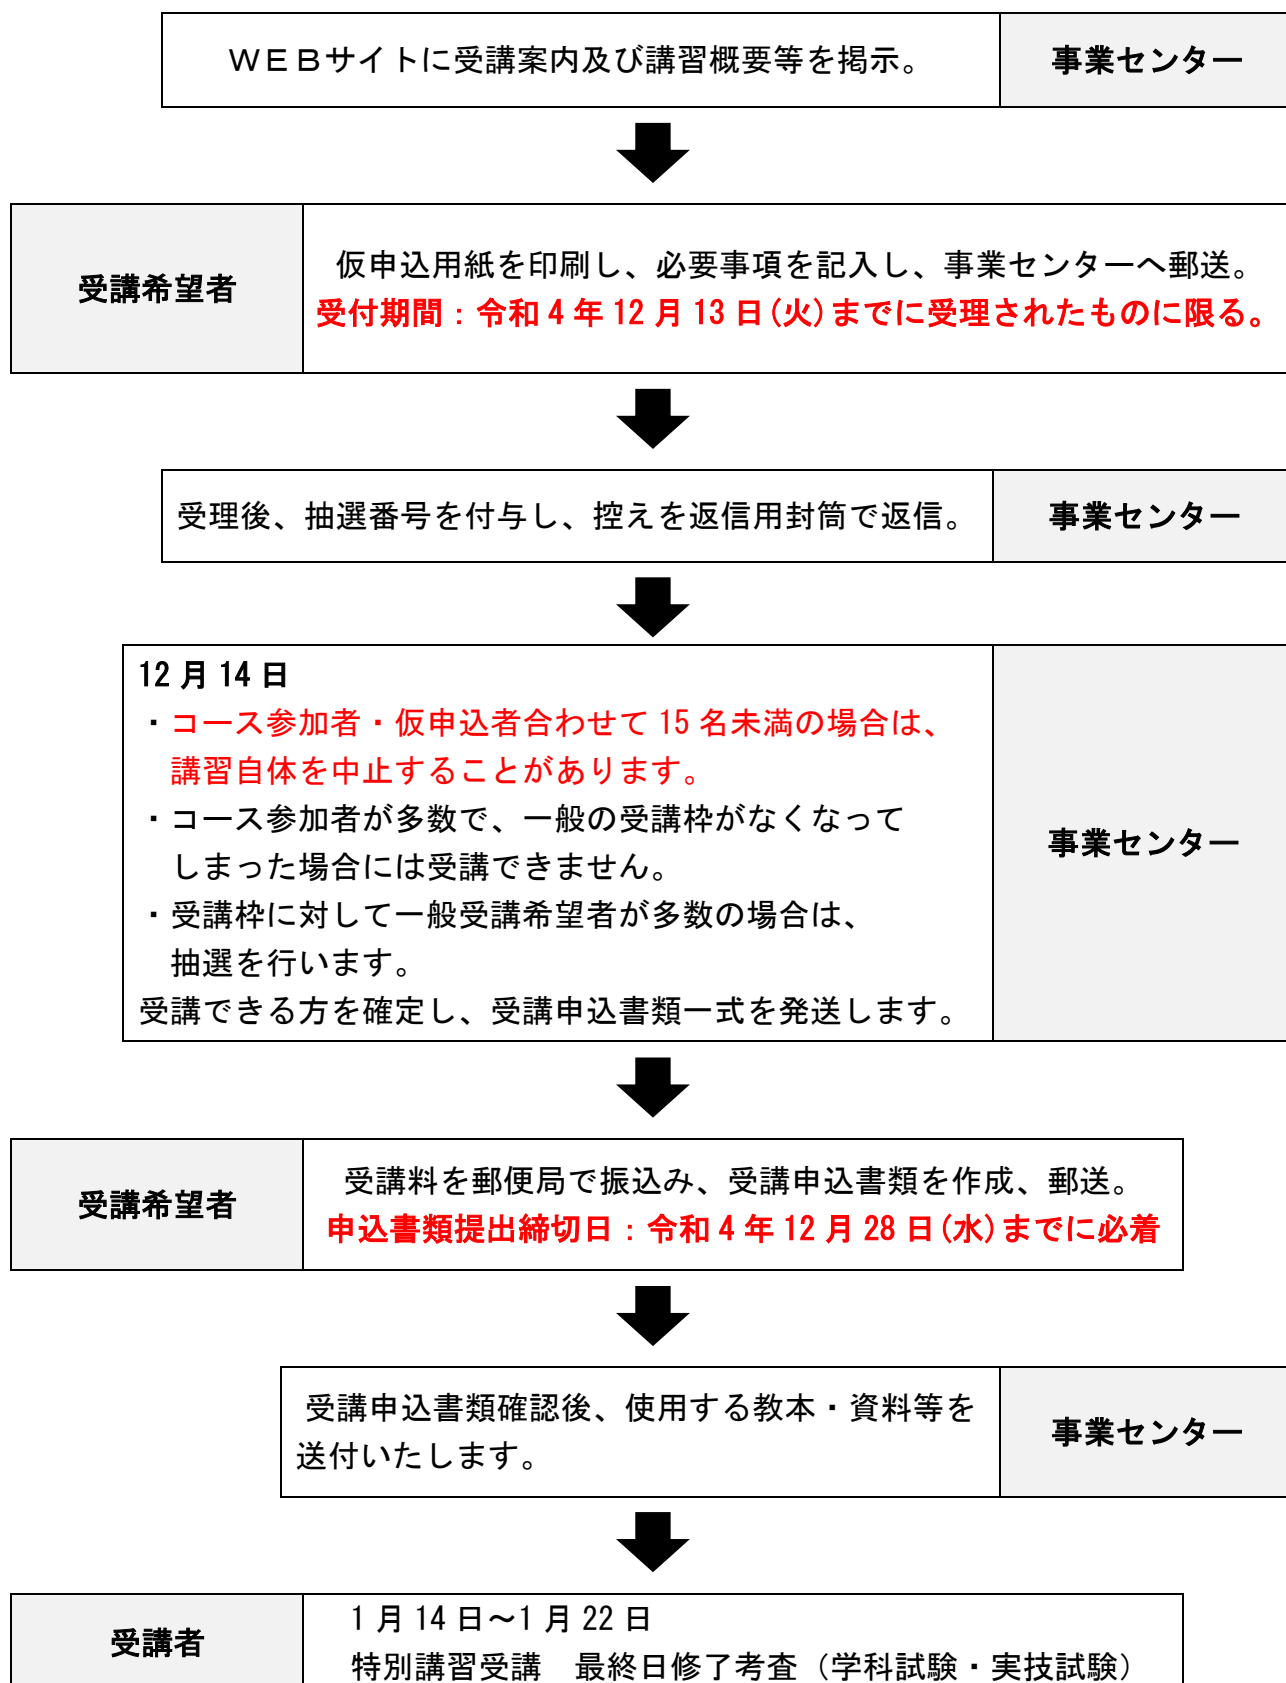 ＷＥＢサイトに受講案内及び講習概要等を掲示。
事業センター
受講希望者
仮申込用紙を印刷し、必要事項を記入し、事業センターへ郵送。
受付期間：令和４年 12 月 13 日(火)までに受理されたものに限る。
受理後、抽選番号を付与し、控えを返信用封筒で返信。
事業センター
12 月 14 日
・コース参加者・仮申込者合わせて 15 名未満の場合は、
講習自体を中止することがあります。
・コース参加者が多数で、一般の受講枠がなくなって
しまった場合には受講できません。
・受講枠に対して一般受講希望者が多数の場合は、
抽選を行います。
受講できる方を確定し、受講申込書類一式を発送します。
事業センター
受講希望者
受講料を郵便局で振込み、受講申込書類を作成、郵送。
申込書類提出締切日：令和４年 12 月 28 日(水)までに必着
受講申込書類確認後、使用する教本・資料等を
送付いたします。
事業センター
受講者
1 月 14 日～1 月 22 日
特別講習受講　最終日修了考査（学科試験・実技試験）